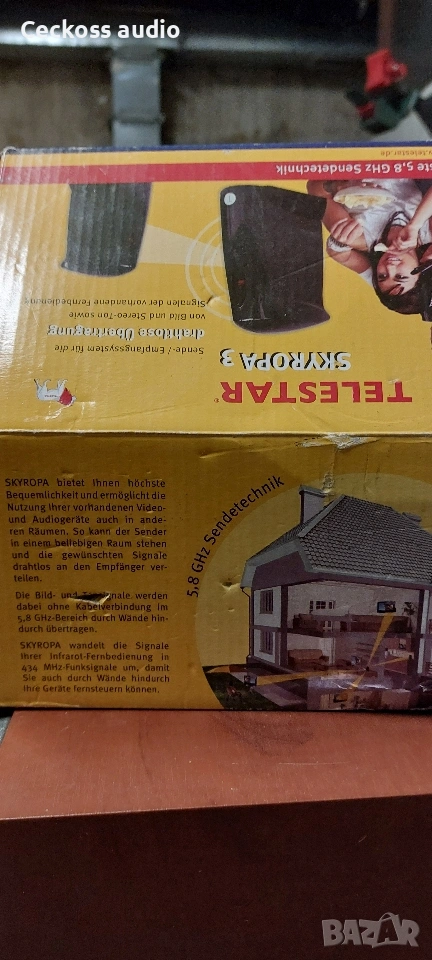 Ceckoss audio
w.telestar.de
ste 5,8 GHz Sendetechnik
TELESTAR®
SKYROPA 3
Sende-/ Empfangssystem für die
drahtlose Übertragung
von Bild und Stereo-Ton sowie
Signalen der vorhandene Fernbedienung
SKYROPA bietet Ihnen höchste
Bequemlichkeit und ermöglicht die
Nutzung Ihrer vorhandenen Video-
und Audiogeräte auch in ande-
ren Räumen. So kann der Sender
in einem beliebigen Raum stehen
und die gewünschten Signale
drahtlos an den Empfänger ver-
teilen.
Die Bild- und nale werden
dabei ohne Kabelverbindung im
5,8 GHz-Bereich durch Wände hin-
durch übertragen.
SKYROPA wandelt die Signale
Ihrer Infrarot-Fernbedienung in
434 MHz-Funksignale um, damit
Sie auch durch Wände hindurch
Ihre Geräte fernsteuern können.
5,8 GHz Sendetechnik
BAZAR